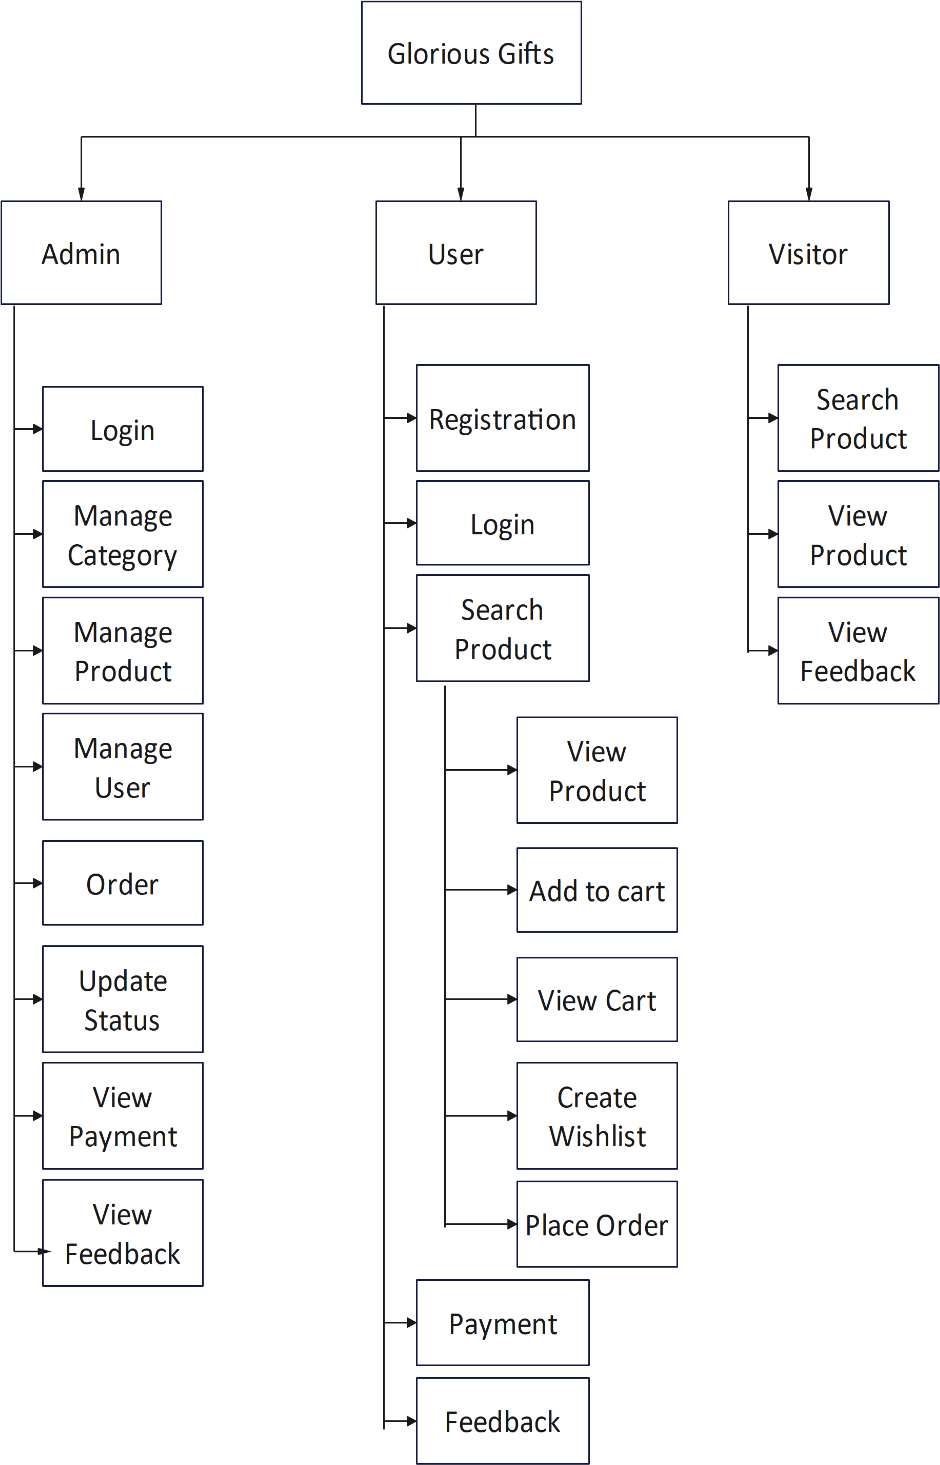 Glorious Gifts
Admin
User
Visitor
Login
Manage
Category
Manage
Product
Manage
User
Order
Update
Status
View
Payment
View
Feedback
Registration
Login
Search
Product
View
Product
Add to cart
View Cart
Create
Wishlist
Place Order
Payment
Feedback
Search
Product
View
Product
View
Feedback